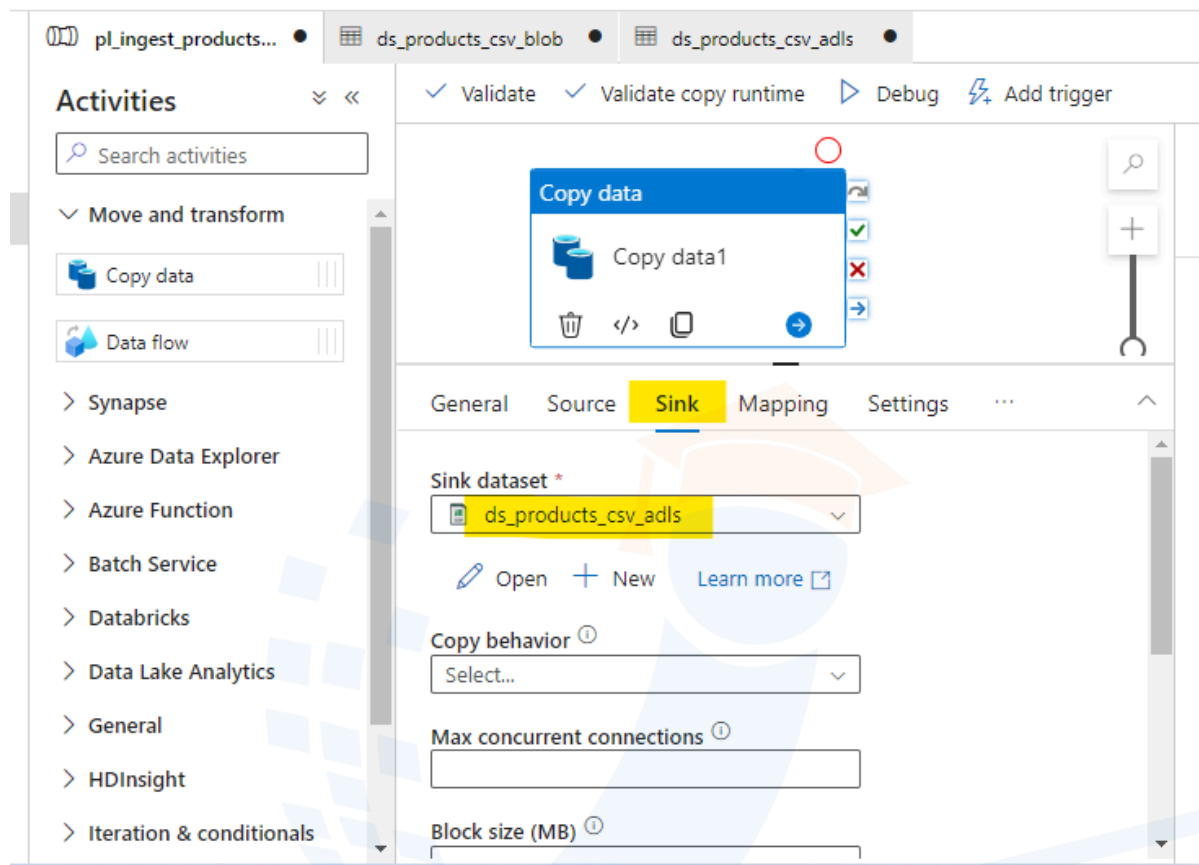 pl_ingest_products... ds_products_csv_blob ds_products_csv_adls
Activities
Validate Validate copy runtime Debug Add trigger
Search activities
Move and transform
Copy data
Data flow
Synapse
Azure Data Explorer
Azure Function
Batch Service
Databricks
Data Lake Analytics
General
HDInsight
Iteration & conditionals
Copy data
Copy data1
General Source Sink Mapping Settings ...
Sink dataset *
ds_products_csv_adls
Open New Learn more
Copy behavior
Select...
Max concurrent connections
Block size (MB)